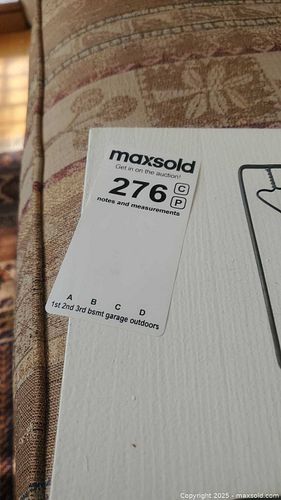 maxsold
Get in on the auction!
276 C
P
notes and measurements
A B C D
1st 2nd 3rd bsmt garage outdoors
Copyright 2025 - maxsold.com